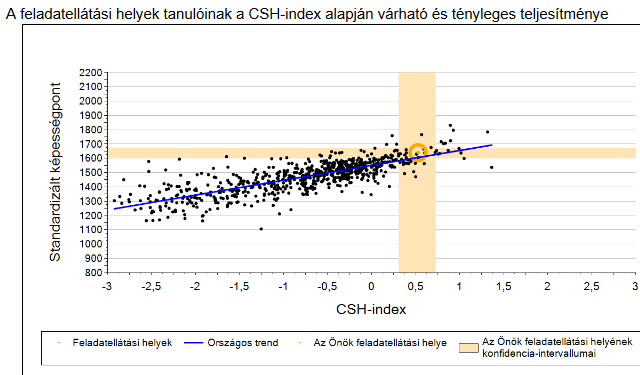 A feladatellátási helyek tanulóinak a CSH-index alapján várható és tényleges teljesítménye
Standardizált képességpont
2200
2100
2000
1900
1800
1700
1600
1500
1400
1300
1200
1100
1000
900
800
-3 -2,5 -2 -1,5 -1 -0,5 0 0,5 1 1,5 2 2,5 3
CSH-index
Feladatellátási helyek
Országos trend
Az Önök feladatellátási helye
Az Önök feladatellátási helyének
konfidencia-intervallumai